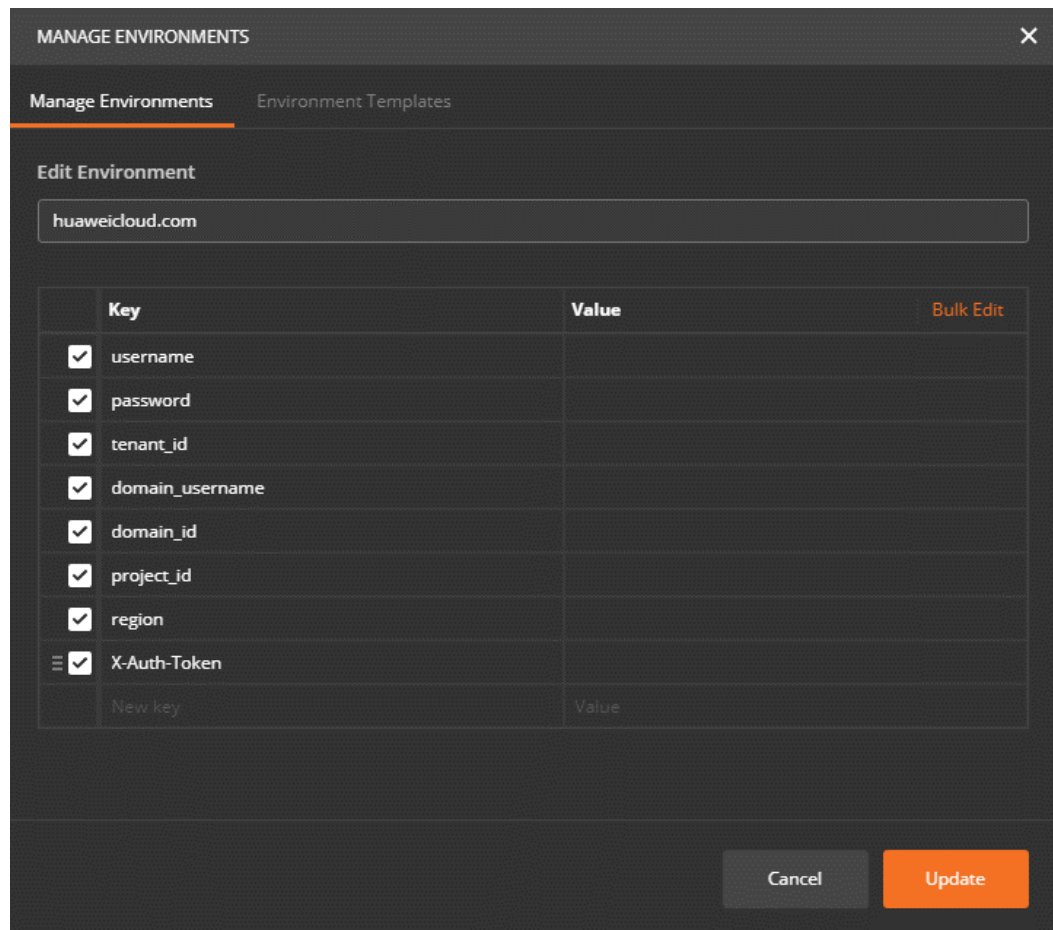 MANAGE ENVIRONMENTS
Manage Environments Environment Templates
Edit Environment
huaweicloud.com
Key Value Bulk Edit
username
password
tenant_id
domain_username
domain_id
project_id
region
X-Auth-Token
New key Value
Cancel Update